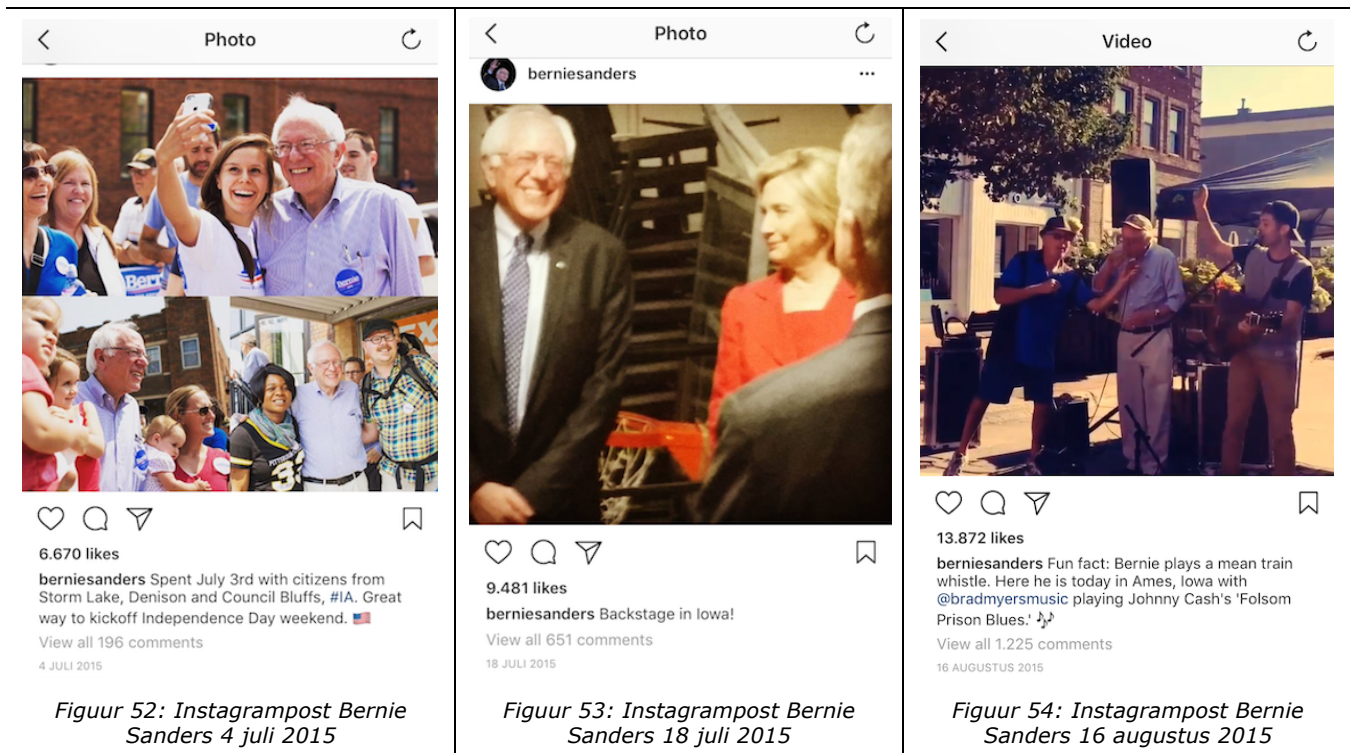 Photo
Bernie
PITTSBURGH
33
6.670 likes
berniesanders Spent July 3rd with citizens from
Storm Lake, Denison and Council Bluffs, #IA. Great
way to kickoff Independence Day weekend. 🇺🇸
View all 196 comments
4 JULI 2015
Figuur 52: Instagrampost Bernie
Sanders 4 juli 2015
Photo
berniesanders
9.481 likes
berniesanders Backstage in Iowa!
View all 651 comments
18 JULI 2015
Figuur 53: Instagrampost Bernie
Sanders 18 juli 2015
Video
13.872 likes
berniesanders Fun fact: Bernie plays a mean train
whistle. Here he is today in Ames, Iowa with
@bradmyersmusic playing Johnny Cash's 'Folsom
Prison Blues.' 🎶
View all 1.225 comments
16 AUGUSTUS 2015
Figuur 54: Instagrampost Bernie
Sanders 16 augustus 2015